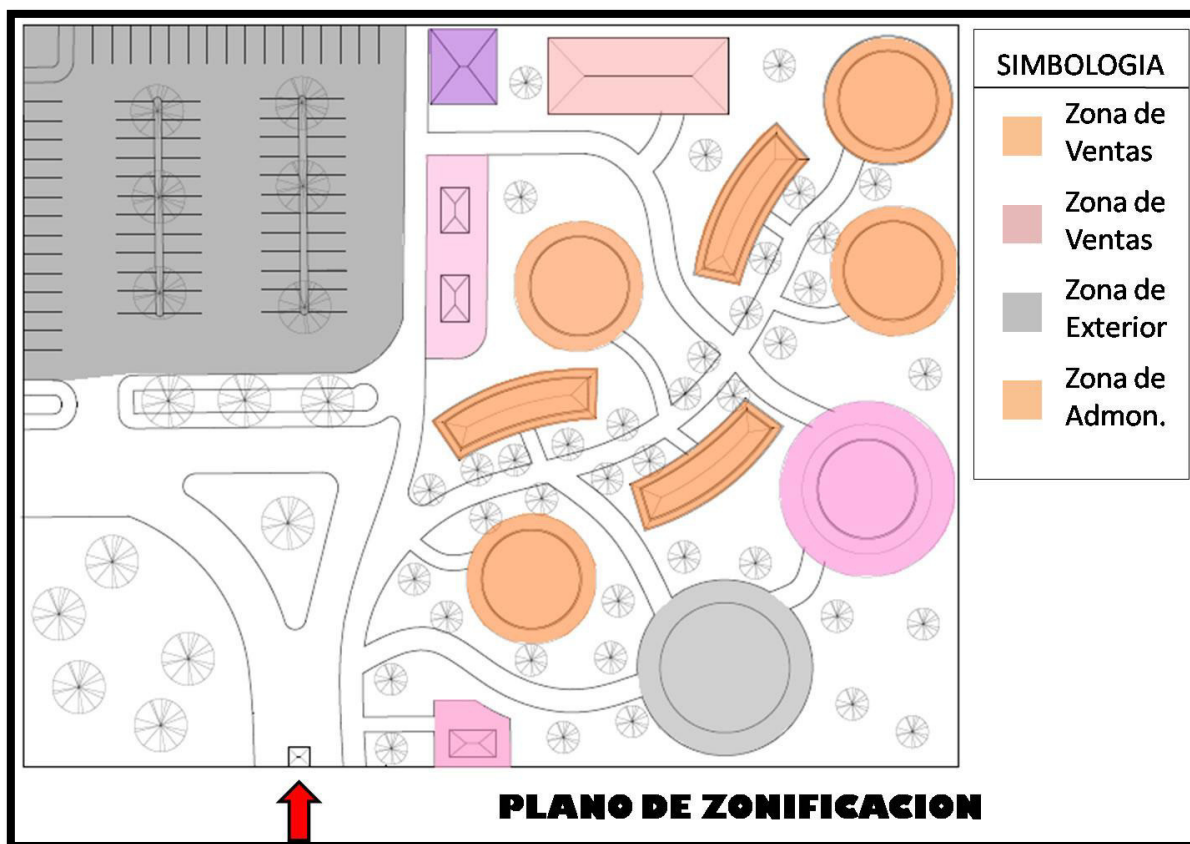 SIMBOLOGIA
Zona de
Ventas
Zona de
Ventas
Zona de
Exterior
Zona de
Admon.
PLANO DE ZONIFICACION